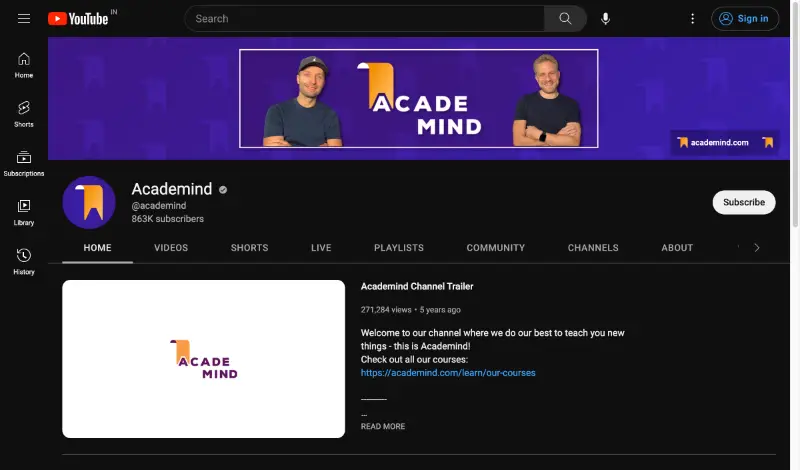 YouTube IN
Search
Sign in
Home
Shorts
Subscriptions
Library
History
ACADE
MIND
academind.com
Academind
@academind
863K subscribers
Subscribe
HOME VIDEOS SHORTS LIVE PLAYLISTS COMMUNITY CHANNELS ABOUT
ACADE
MIND
Academind Channel Trailer
271,284 views • 5 years ago
Welcome to our channel where we do our best to teach you new
things - this is Academind!
Check out all our courses:
https://academind.com/learn/our-courses
———
...
READ MORE